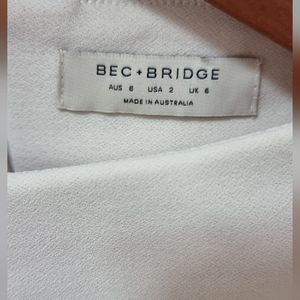 BEC+BRIDGE
AUS 6 USA 2 UK 6
MADE IN AUSTRALIA